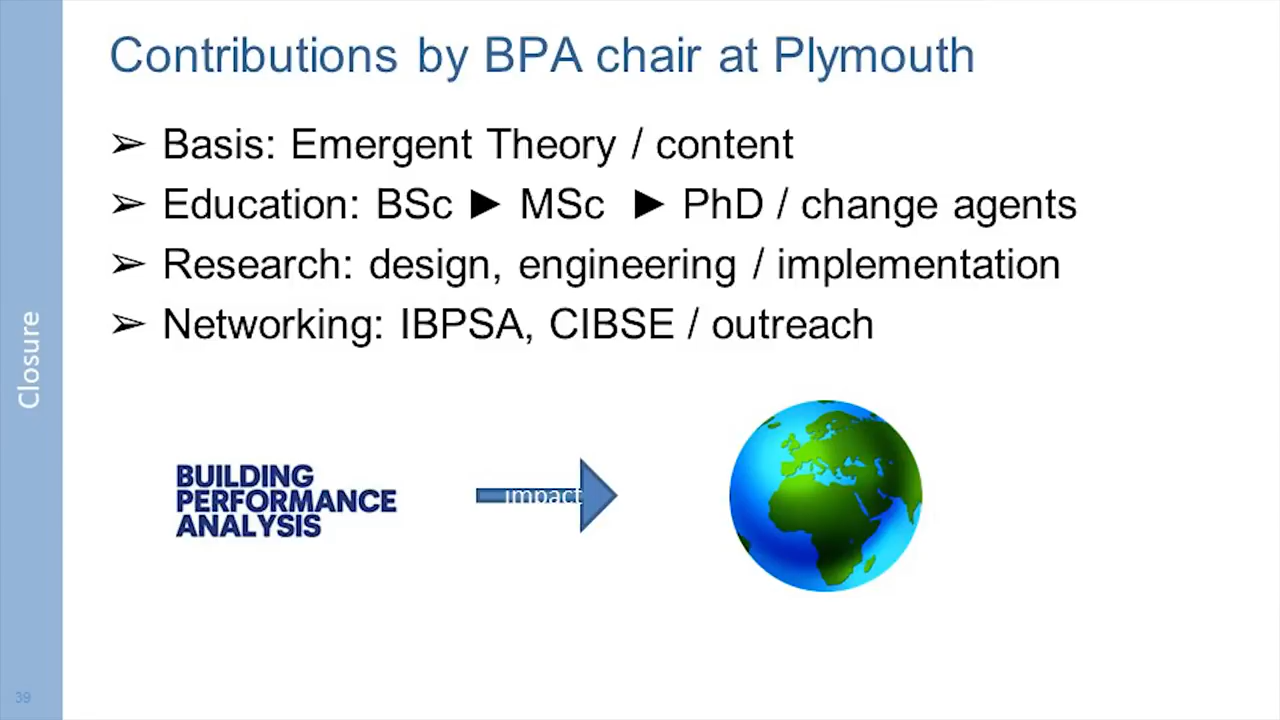 Contributions by BPA chair at Plymouth
➢ Basis: Emergent Theory / content
➢ Education: BSc ► MSc ► PhD / change agents
➢ Research: design, engineering / implementation
➢ Networking: IBPSA, CIBSE / outreach
Closure
BUILDING
PERFORMANCE
ANALYSIS
impact
39